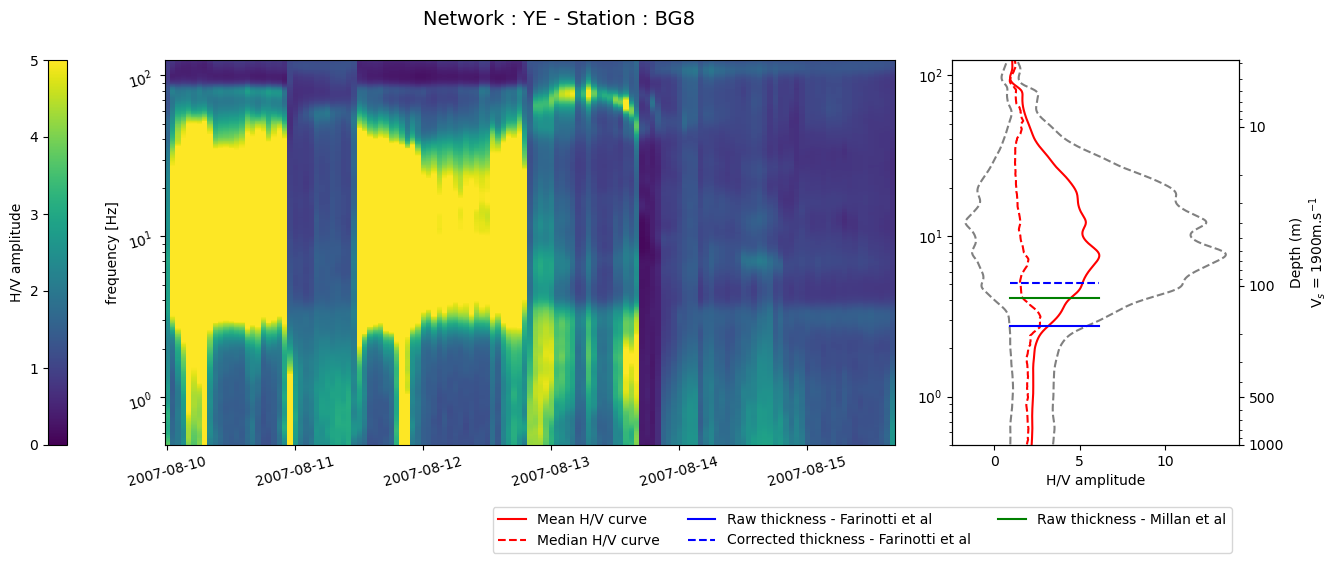 Network : YE - Station : BG8
5
4
3
2
1
0
H/V amplitude
10²
10¹
10⁰
frequency [Hz]
2007-08-10
2007-08-11
2007-08-12
2007-08-13
2007-08-14
2007-08-15
10²
10¹
10⁰
0
5
10
H/V amplitude
10
100
500
1000
Depth (m)
Vₛ = 1900m.s⁻¹
Mean H/V curve
Median H/V curve
Raw thickness - Farinotti et al
Corrected thickness - Farinotti et al
Raw thickness - Millan et al